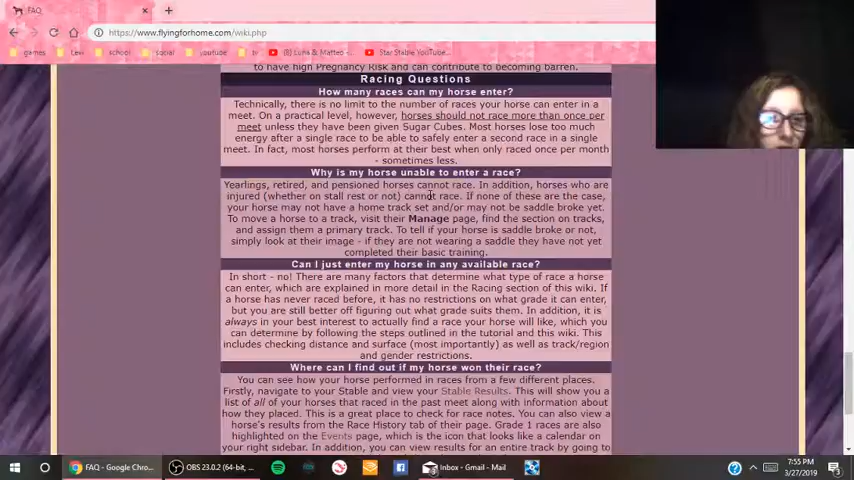 FAQ
https://www.flyingforhome.com/wiki.php
games school social youtube tv (8) Luna & Matteo - Star Stable YouTube...
to have high Pregnancy Risk and can contribute to becoming barren.
Racing Questions
How many races can my horse enter?
Technically, there is no limit to the number of races your horse can enter in a
meet. On a practical level, however, horses should not race more than once per
meet unless they have been given Sugar Cubes. Most horses lose too much
energy after a single race to be able to safely enter a second race in a single
meet. In fact, most horses perform at their best when only raced once per month
- sometimes less.
Why is my horse unable to enter a race?
Yearlings, retired, and pensioned horses cannot race. In addition, horses who are
injured (whether on stall rest or not) cannot race. If none of these are the case,
your horse may not have a home track set and/or may not be saddle broke yet.
To move a horse to a track, visit their Manage page, find the section on tracks,
and assign them a primary track. To tell if your horse is saddle broke or not,
simply look at their image - if they are not wearing a saddle they have not yet
completed their basic training.
Can I just enter my horse in any available race?
In short - no! There are many factors that determine what type of race a horse
can enter, which are explained in more detail in the Racing section of this wiki. If
a horse has never raced before, it has no restrictions on what grade it can enter,
but you are still better off figuring out what grade suits them. In addition, it is
always in your best interest to actually find a race your horse will like, which you
can determine by following the steps outlined in the tutorial and this wiki. This
includes checking distance and surface (most importantly) as well as track/region
and gender restrictions.
Where can I find out if my horse won their race?
You can see how your horse performed in races from a few different places.
Firstly, navigate to your Stable and view your Stable Results. This will show you a
list of all of your horses that raced in the past meet along with information about
how they placed. This is a great place to check for race notes. You can also view a
horse's results from the Race History tab of their page. Grade 1 races are also
highlighted on the Events page, which is the icon that looks like a calendar on
your right sidebar. In addition, you can view results for an entire track by going to
FAQ - Google Chro... OBS 23.0.2 (64-bit, ... Inbox - Gmail - Mo... 7:55 PM
3/27/2019